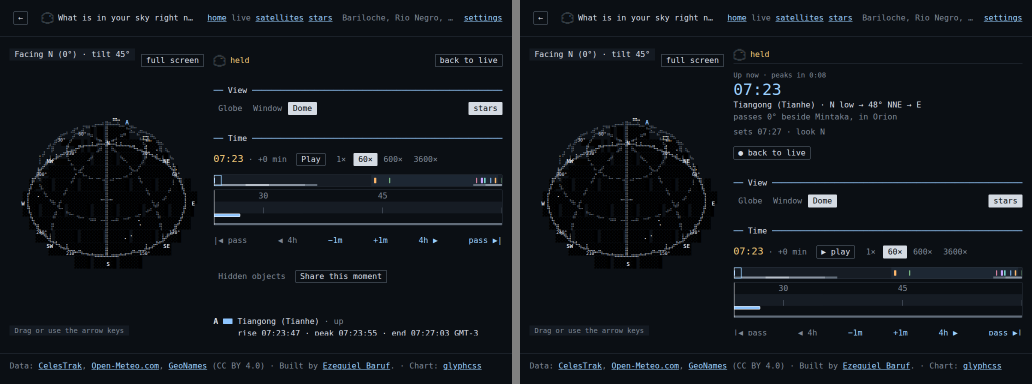 ← What is in your sky right n… home live satellites stars Bariloche, Rio Negro, … settings
Facing N (0°) · tilt 45°
full screen
held
back to live
View
Globe Window Dome stars
Time
07:23 · +0 min Play 1× 60× 600× 3600×
30 45
|◀ pass ◀ 4h −1m +1m 4h ▶ pass ▶|
Hidden objects Share this moment
A Tiangong (Tianhe) · up
rise 07:23:47 · peak 07:23:55 · end 07:27:03 GMT-3
A
N
NE
E
SE
S
SW
W
NW
Drag or use the arrow keys
Data: CelesTrak, Open-Meteo.com, GeoNames (CC BY 4.0) · Built by Ezequiel Baruf. · Chart: glyphcss
← What is in your sky right n… home live satellites stars Bariloche, Rio Negro, … settings
Facing N (0°) · tilt 45°
full screen
held
Up now · peaks in 0:08
07:23
Tiangong (Tianhe) · N low → 48° NNE → E
passes 0° beside Mintaka, in Orion
sets 07:27 · look N
● back to live
View
Globe Window Dome stars
Time
07:23 · +0 min ▶ play 1× 60× 600× 3600×
30 45
|◀ pass ◀ 4h −1m +1m 4h ▶ pass ▶|
A
N
NE
E
SE
S
SW
W
NW
Drag or use the arrow keys
Data: CelesTrak, Open-Meteo.com, GeoNames (CC BY 4.0) · Built by Ezequiel Baruf. · Chart: glyphcss